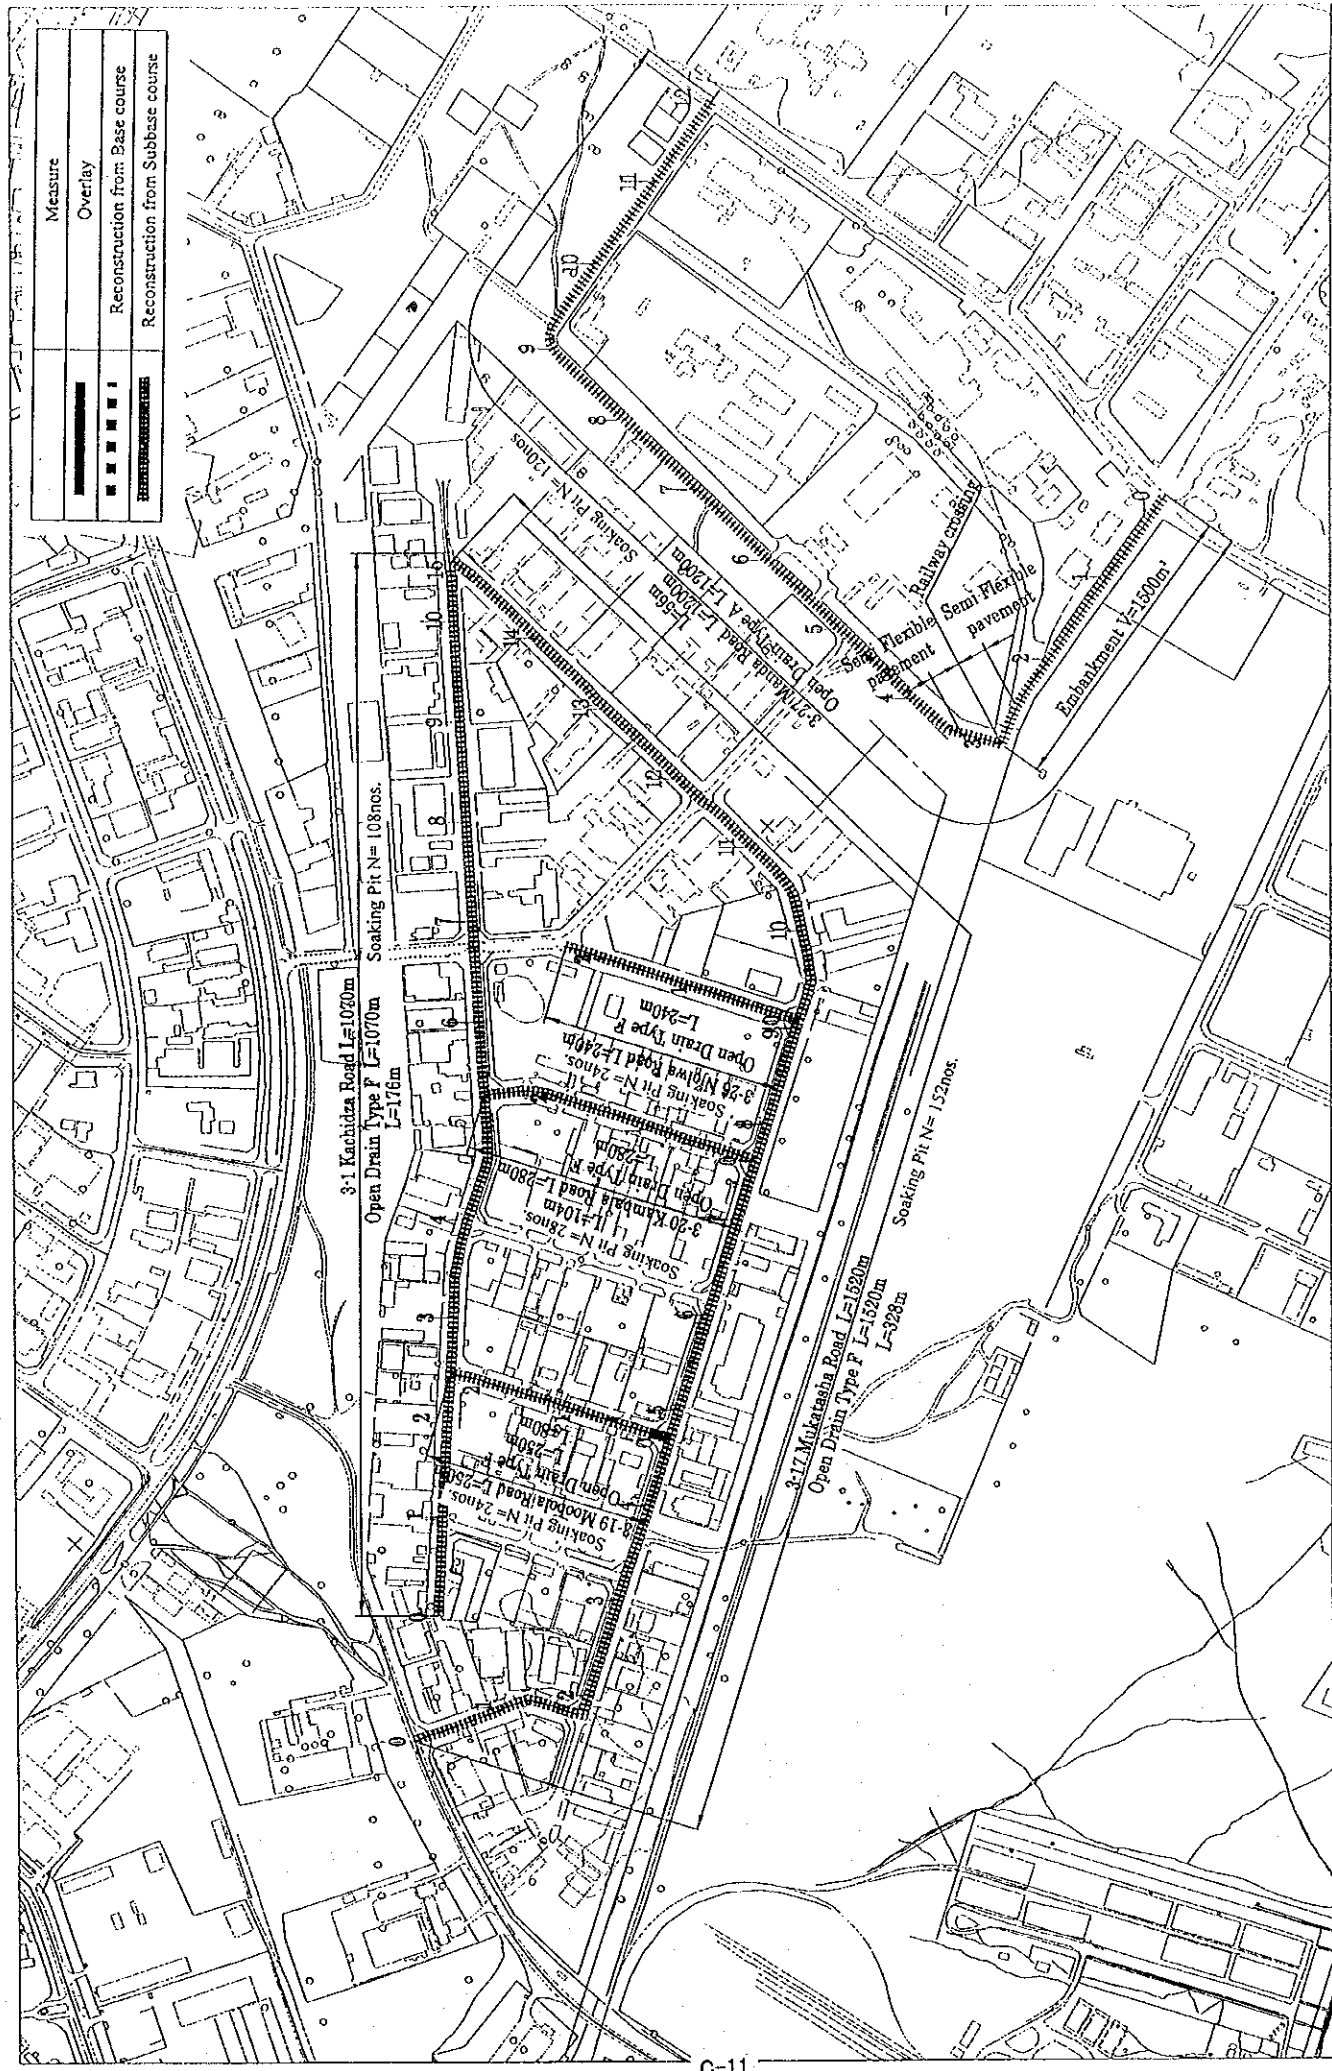 Measure
Overlay
Reconstruction from Base course
Reconstruction from Subbase course
3-1 Kachidza Road L=1070m
Open Drain Type F L=1070m
L=176m
Soaking Pit N= 108nos.
Soaking Pit N= 120nos
3-27 Maunda Road L=1200m
Open Drain Type A L=1200m
L=56m
Railway crossing
Semi Flexible
pavement
Semi Flexible
pavement
Embankment V=1500m³
3-26 N'golwa Road L=240m
Open Drain Type F
L=240m
Soaking Pit N= 24nos.
3-20 Kampala Road L=280m
Open Drain Type F
L=280m
L=104m
Soaking Pit N= 28nos.
3-19 Moobola Road L=250m
Open Drain Type F
L=250m
L=80m
Soaking Pit N= 24nos.
3-17 Mukatasha Road L=1520m
Open Drain Type F L=1520m
L=328m
Soaking Pit N= 152nos.
C-11